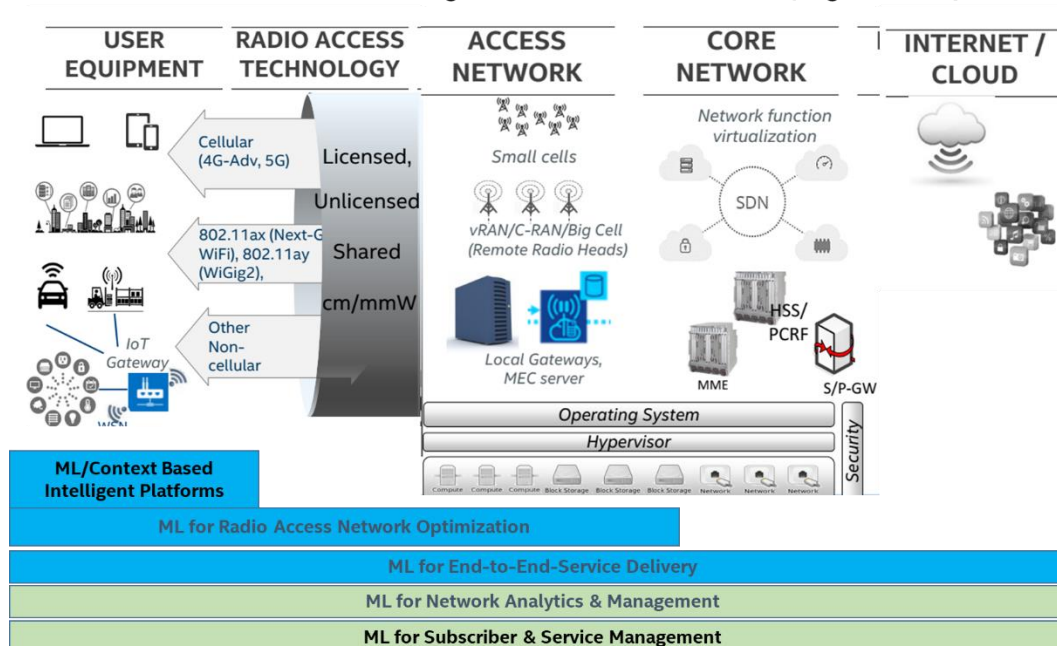 USER
EQUIPMENT
RADIO ACCESS
TECHNOLOGY
ACCESS
NETWORK
CORE
NETWORK
INTERNET /
CLOUD
Cellular
(4G-Adv, 5G)
802.11ax (Next-G
WiFi), 802.11ay
(WiGig2),
Other
Non-
cellular
IoT
Gateway
Licensed,
Unlicensed
Shared
cm/mmW
Small cells
vRAN/C-RAN/Big Cell
(Remote Radio Heads)
Local Gateways,
MEC server
Network function
virtualization
SDN
HSS/
PCRF
MME
S/P-GW
Operating System
Hypervisor
Security
Compute Compute Compute Block Storage Block Storage Block Storage Network Network Network
ML/Context Based
Intelligent Platforms
ML for Radio Access Network Optimization
ML for End-to-End-Service Delivery
ML for Network Analytics & Management
ML for Subscriber & Service Management